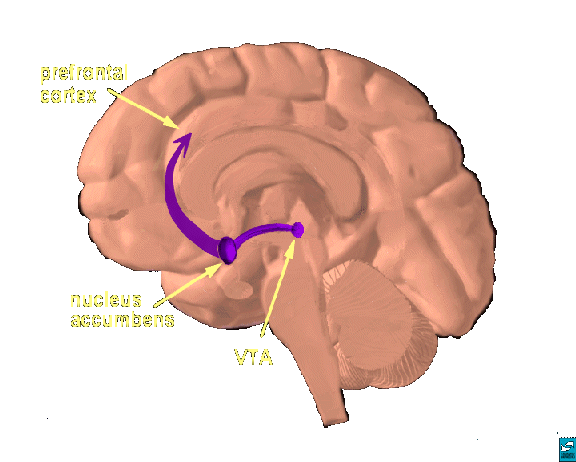 prefrontal
cortex
nucleus
accumbens
VTA